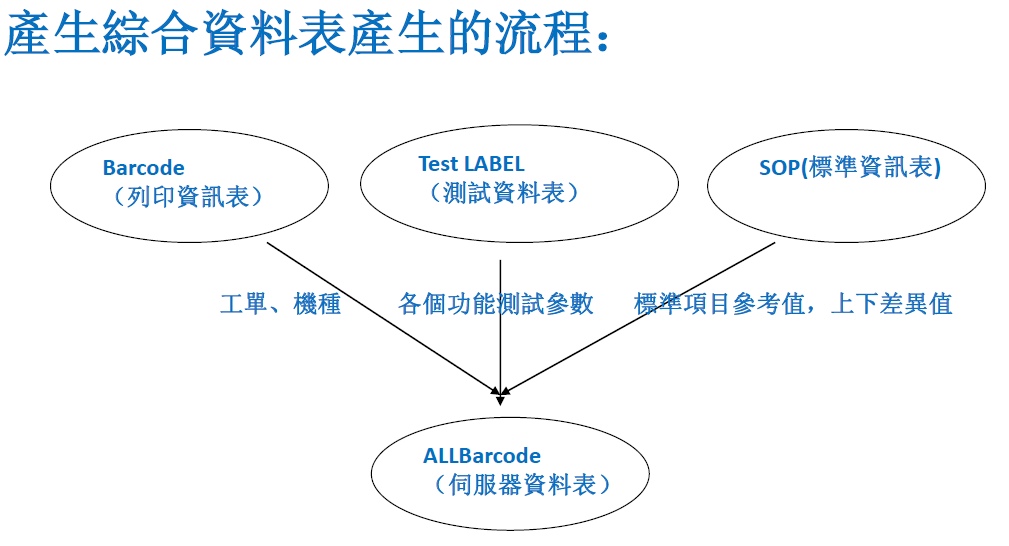 產生綜合資料表產生的流程：
Barcode
（列印資訊表）
Test LABEL
（測試資料表）
SOP(標準資訊表)
工單、機種
各個功能測試參數
標準項目參考值，上下差異值
ALLBarcode
（伺服器資料表）